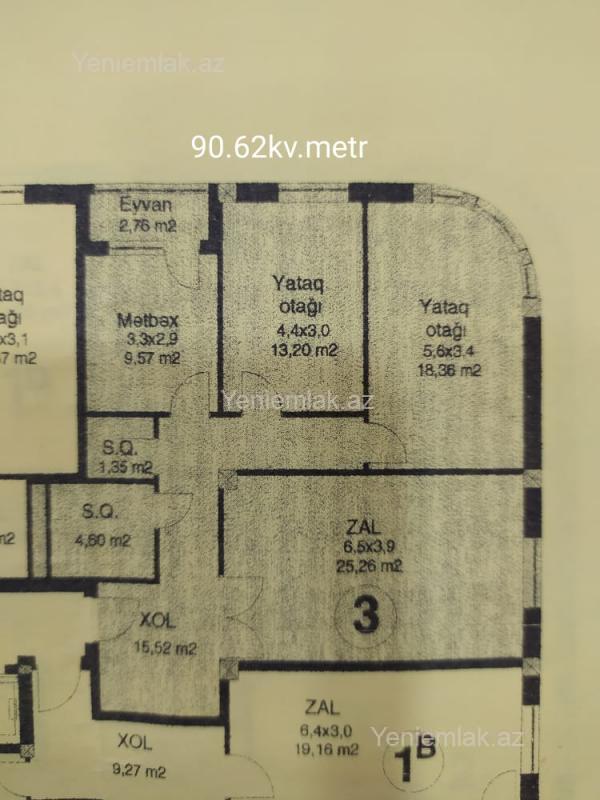 Yeniemlak.az
90.62kv.metr
Eyvan
2,76 m2
Yataq
otağı
4,4x3,0
13,20 m2
Yataq
otağı
5,6x3,4
18,36 m2
Mətbəx
3,3x2,9
9,57 m2
taq
ağı
x3,1
57 m2
Yeniemlak.az
S.Q.
1,35 m2
S.Q.
4,60 m2
m2
ZAL
6,5x3,9
25,26 m2
3
XOL
15,52 m2
ZAL
6,4x3,0
19,16 m2
Yeniemlak.az
1B
XOL
9,27 m2